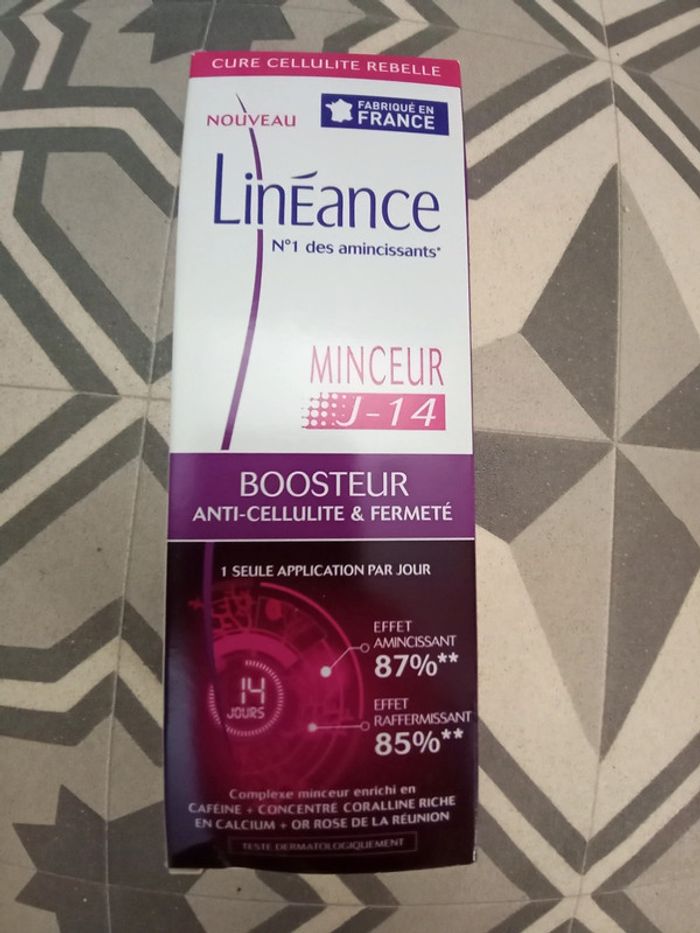 CURE CELLULITE REBELLE
NOUVEAU
FABRIQUÉ EN
FRANCE
LinÉance
N°1 des amincissants*
MINCEUR
J-14
BOOSTEUR
ANTI-CELLULITE & FERMETÉ
1 SEULE APPLICATION PAR JOUR
EFFET
AMINCISSANT
87%**
14
JOURS
EFFET
RAFFERMISSANT
85%**
Complexe minceur enrichi en
CAFÉINE + CONCENTRÉ CORALLINE RICHE
EN CALCIUM + OR ROSE DE LA RÉUNION
TESTÉ DERMATOLOGIQUEMENT